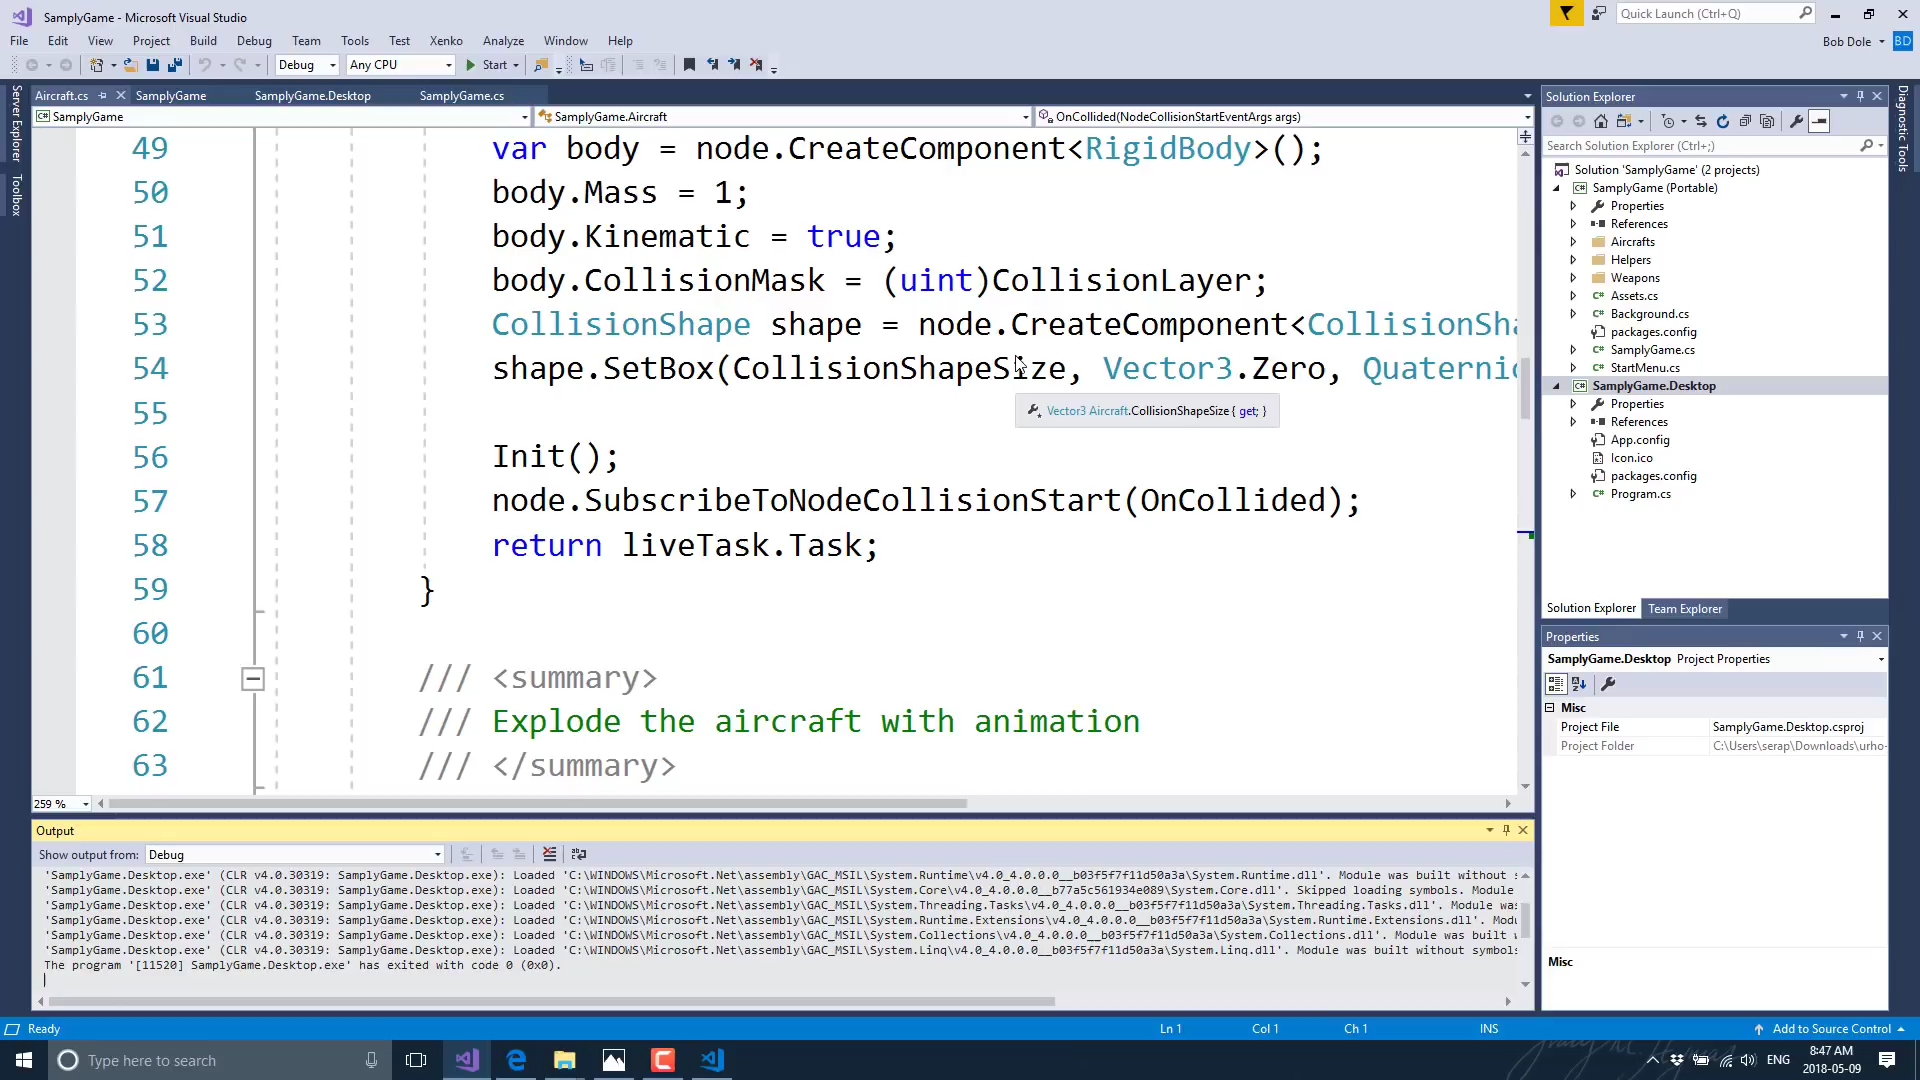 SamplyGame - Microsoft Visual Studio
Quick Launch (Ctrl+Q)
File Edit View Project Build Debug Team Tools Test Xenko Analyze Window Help
Bob Dole BD
Debug Any CPU Start
Server Explorer
Toolbox
Aircraft.cs SamplyGame SamplyGame.Desktop SamplyGame.cs
SamplyGame SamplyGame.Aircraft OnCollided(NodeCollisionStartEventArgs args)
49 var body = node.CreateComponent<RigidBody>();
50 body.Mass = 1;
51 body.Kinematic = true;
52 body.CollisionMask = (uint)CollisionLayer;
53 CollisionShape shape = node.CreateComponent<CollisionSha
54 shape.SetBox(CollisionShapeSize, Vector3.Zero, Quaternio
Vector3 Aircraft.CollisionShapeSize { get; }
55
56 Init();
57 node.SubscribeToNodeCollisionStart(OnCollided);
58 return liveTask.Task;
59 }
60
61 /// <summary>
62 /// Explode the aircraft with animation
63 /// </summary>
259 %
Output
Show output from: Debug
'SamplyGame.Desktop.exe' (CLR v4.0.30319: SamplyGame.Desktop.exe): Loaded 'C:\WINDOWS\Microsoft.Net\assembly\GAC_MSIL\System.Runtime\v4.0_4.0.0.0__b03f5f7f11d50a3a\System.Runtime.dll'. Module was built without s
'SamplyGame.Desktop.exe' (CLR v4.0.30319: SamplyGame.Desktop.exe): Loaded 'C:\WINDOWS\Microsoft.Net\assembly\GAC_MSIL\System.Core\v4.0_4.0.0.0__b77a5c561934e089\System.Core.dll'. Skipped loading symbols. Module
'SamplyGame.Desktop.exe' (CLR v4.0.30319: SamplyGame.Desktop.exe): Loaded 'C:\WINDOWS\Microsoft.Net\assembly\GAC_MSIL\System.Threading.Tasks\v4.0_4.0.0.0__b03f5f7f11d50a3a\System.Threading.Tasks.dll'. Module was
'SamplyGame.Desktop.exe' (CLR v4.0.30319: SamplyGame.Desktop.exe): Loaded 'C:\WINDOWS\Microsoft.Net\assembly\GAC_MSIL\System.Runtime.Extensions\v4.0_4.0.0.0__b03f5f7f11d50a3a\System.Runtime.Extensions.dll'. Modu
'SamplyGame.Desktop.exe' (CLR v4.0.30319: SamplyGame.Desktop.exe): Loaded 'C:\WINDOWS\Microsoft.Net\assembly\GAC_MSIL\System.Collections\v4.0_4.0.0.0__b03f5f7f11d50a3a\System.Collections.dll'. Module was built w
'SamplyGame.Desktop.exe' (CLR v4.0.30319: SamplyGame.Desktop.exe): Loaded 'C:\WINDOWS\Microsoft.Net\assembly\GAC_MSIL\System.Linq\v4.0_4.0.0.0__b03f5f7f11d50a3a\System.Linq.dll'. Module was built without symbols
The program '[11520] SamplyGame.Desktop.exe' has exited with code 0 (0x0).
Solution Explorer
Search Solution Explorer (Ctrl+;)
Solution 'SamplyGame' (2 projects)
SamplyGame (Portable)
Properties
References
Aircrafts
Helpers
Weapons
Assets.cs
Background.cs
packages.config
SamplyGame.cs
StartMenu.cs
SamplyGame.Desktop
Properties
References
App.config
Icon.ico
packages.config
Program.cs
Solution Explorer Team Explorer
Properties
SamplyGame.Desktop Project Properties
Misc
Project File SamplyGame.Desktop.csproj
Project Folder C:\Users\serap\Downloads\urho-
Misc
Diagnostic Tools
Ready Ln 1 Col 1 Ch 1 INS Add to Source Control
Type here to search
ENG
8:47 AM
2018-05-09